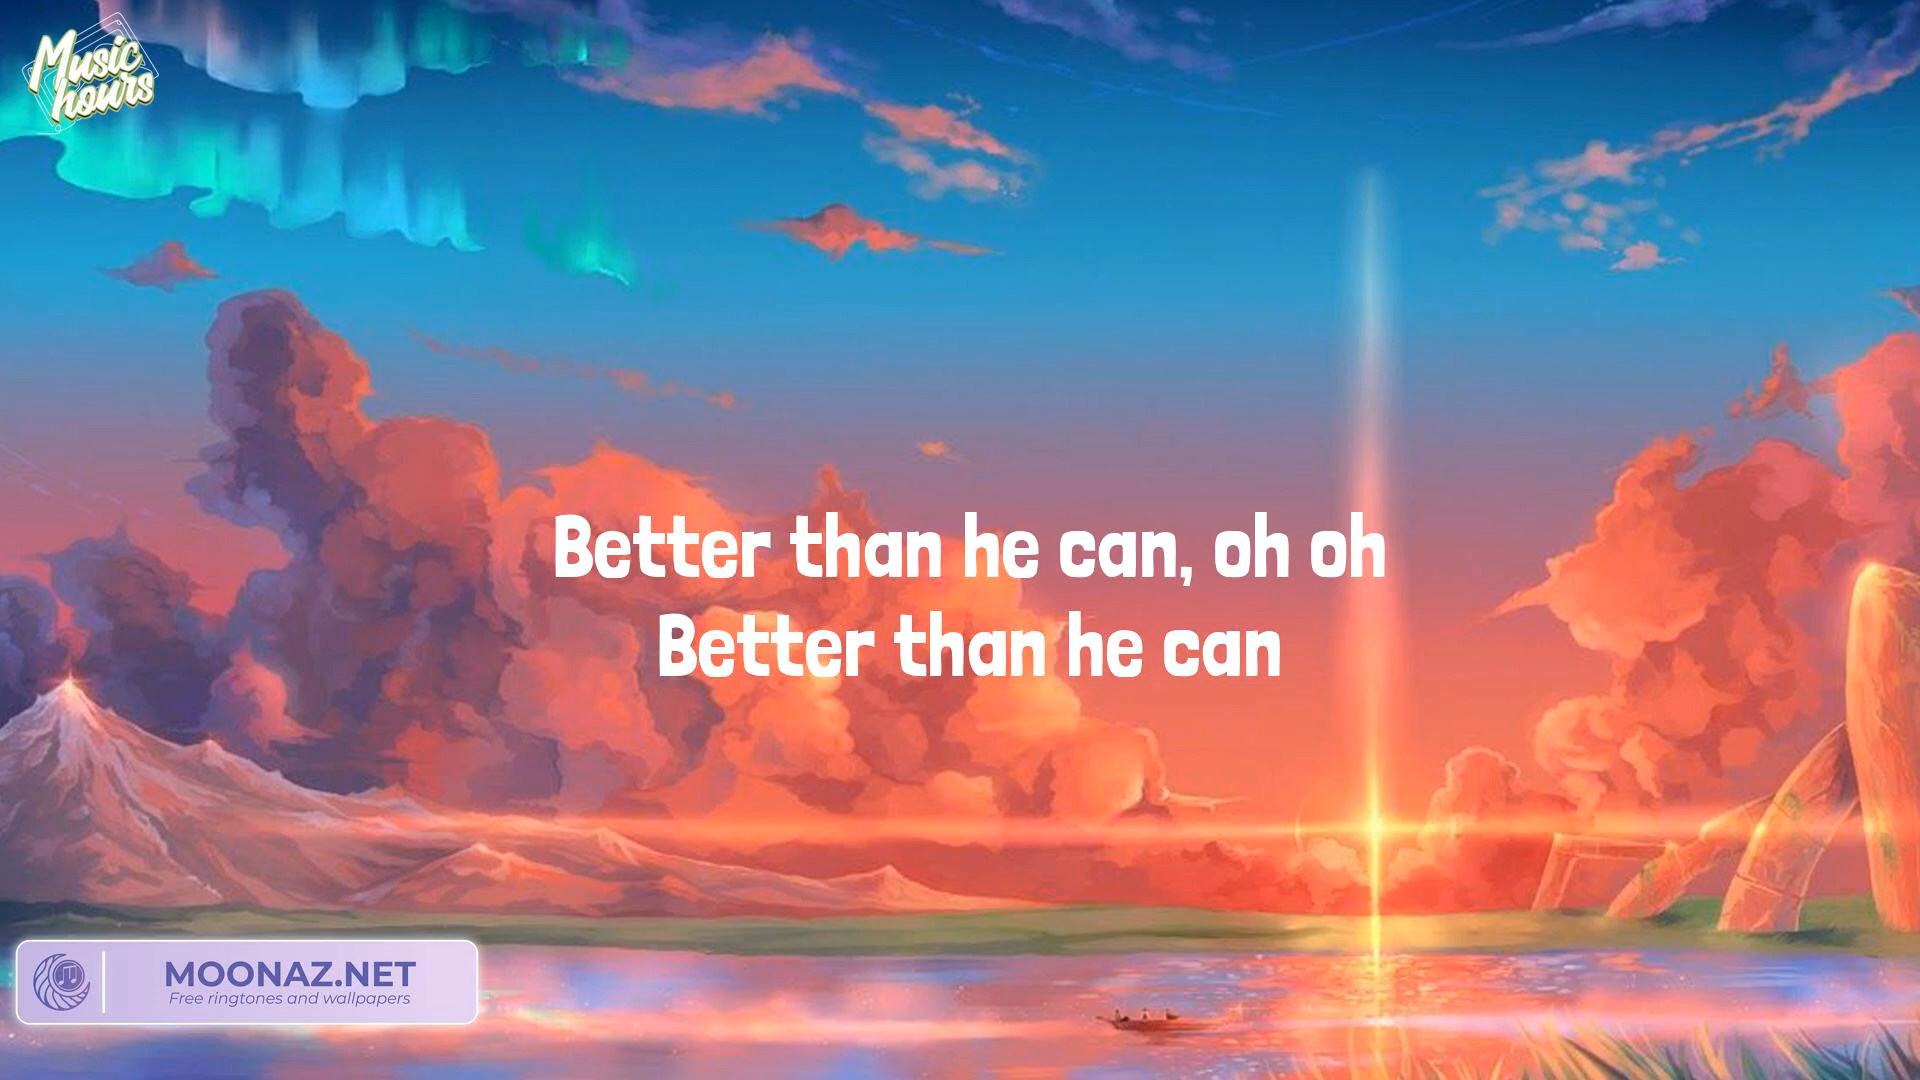 Music
hours
Better than he can, oh oh
Better than he can
MOONAZ.NET
Free ringtones and wallpapers